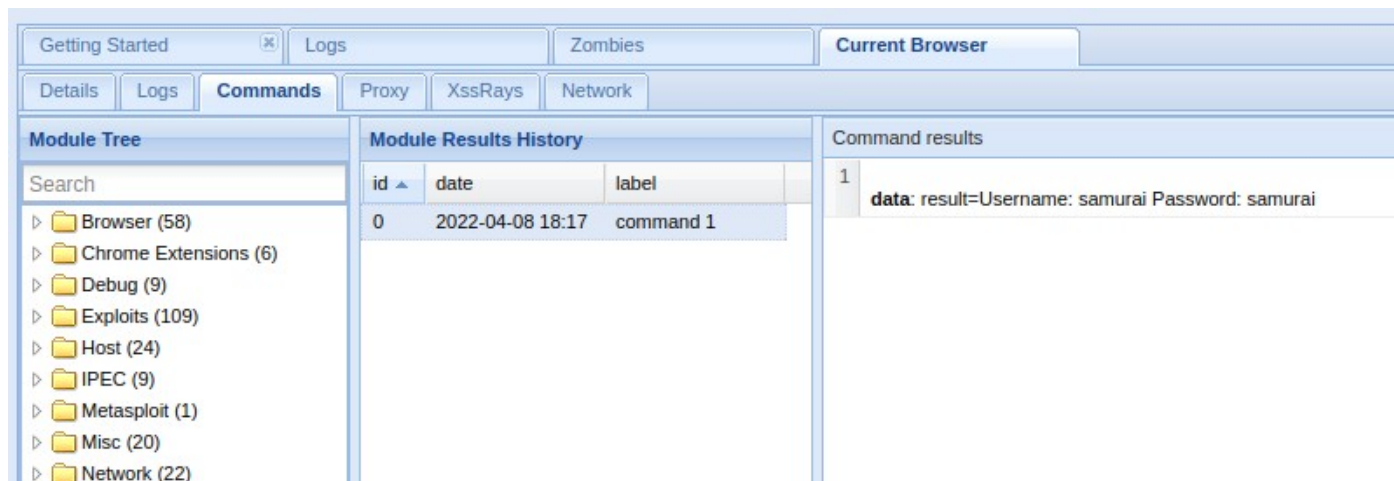 Getting Started Logs Zombies Current Browser
Details Logs Commands Proxy XssRays Network
Module Tree
Search
Browser (58)
Chrome Extensions (6)
Debug (9)
Exploits (109)
Host (24)
IPEC (9)
Metasploit (1)
Misc (20)
Network (22)
Module Results History
id date label
0 2022-04-08 18:17 command 1
Command results
1
data: result=Username: samurai Password: samurai